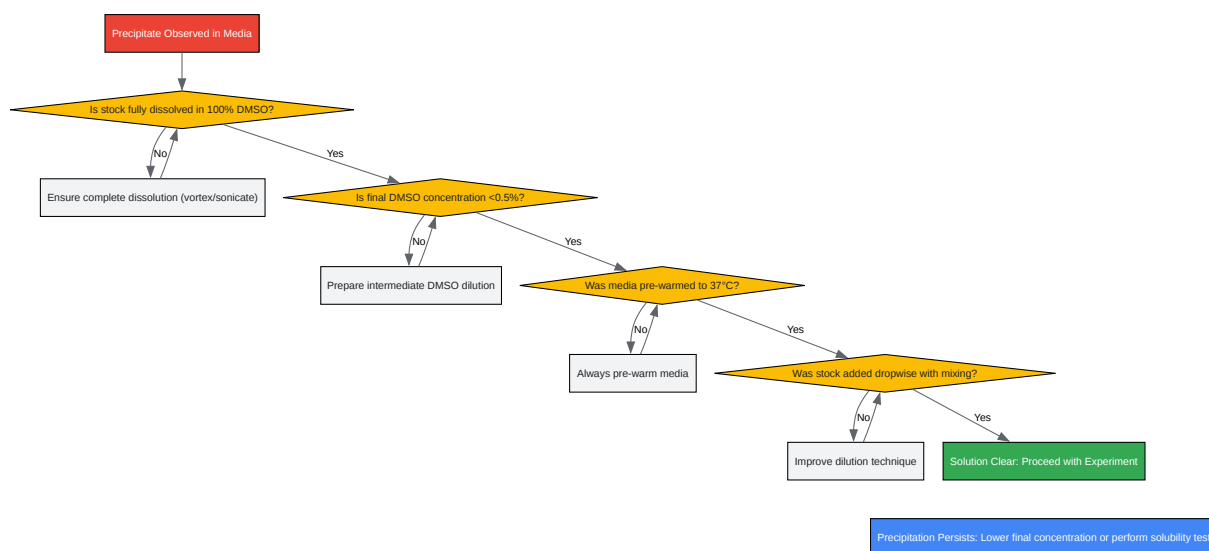 Precipitate Observed in Media
Is stock fully dissolved in 100% DMSO?
No
Yes
Ensure complete dissolution (vortex/sonicate)
Is final DMSO concentration <0.5%?
No
Yes
Prepare intermediate DMSO dilution
Was media pre-warmed to 37°C?
No
Yes
Always pre-warm media
Was stock added dropwise with mixing?
No
Yes
Improve dilution technique
Solution Clear: Proceed with Experiment
Precipitation Persists: Lower final concentration or perform solubility